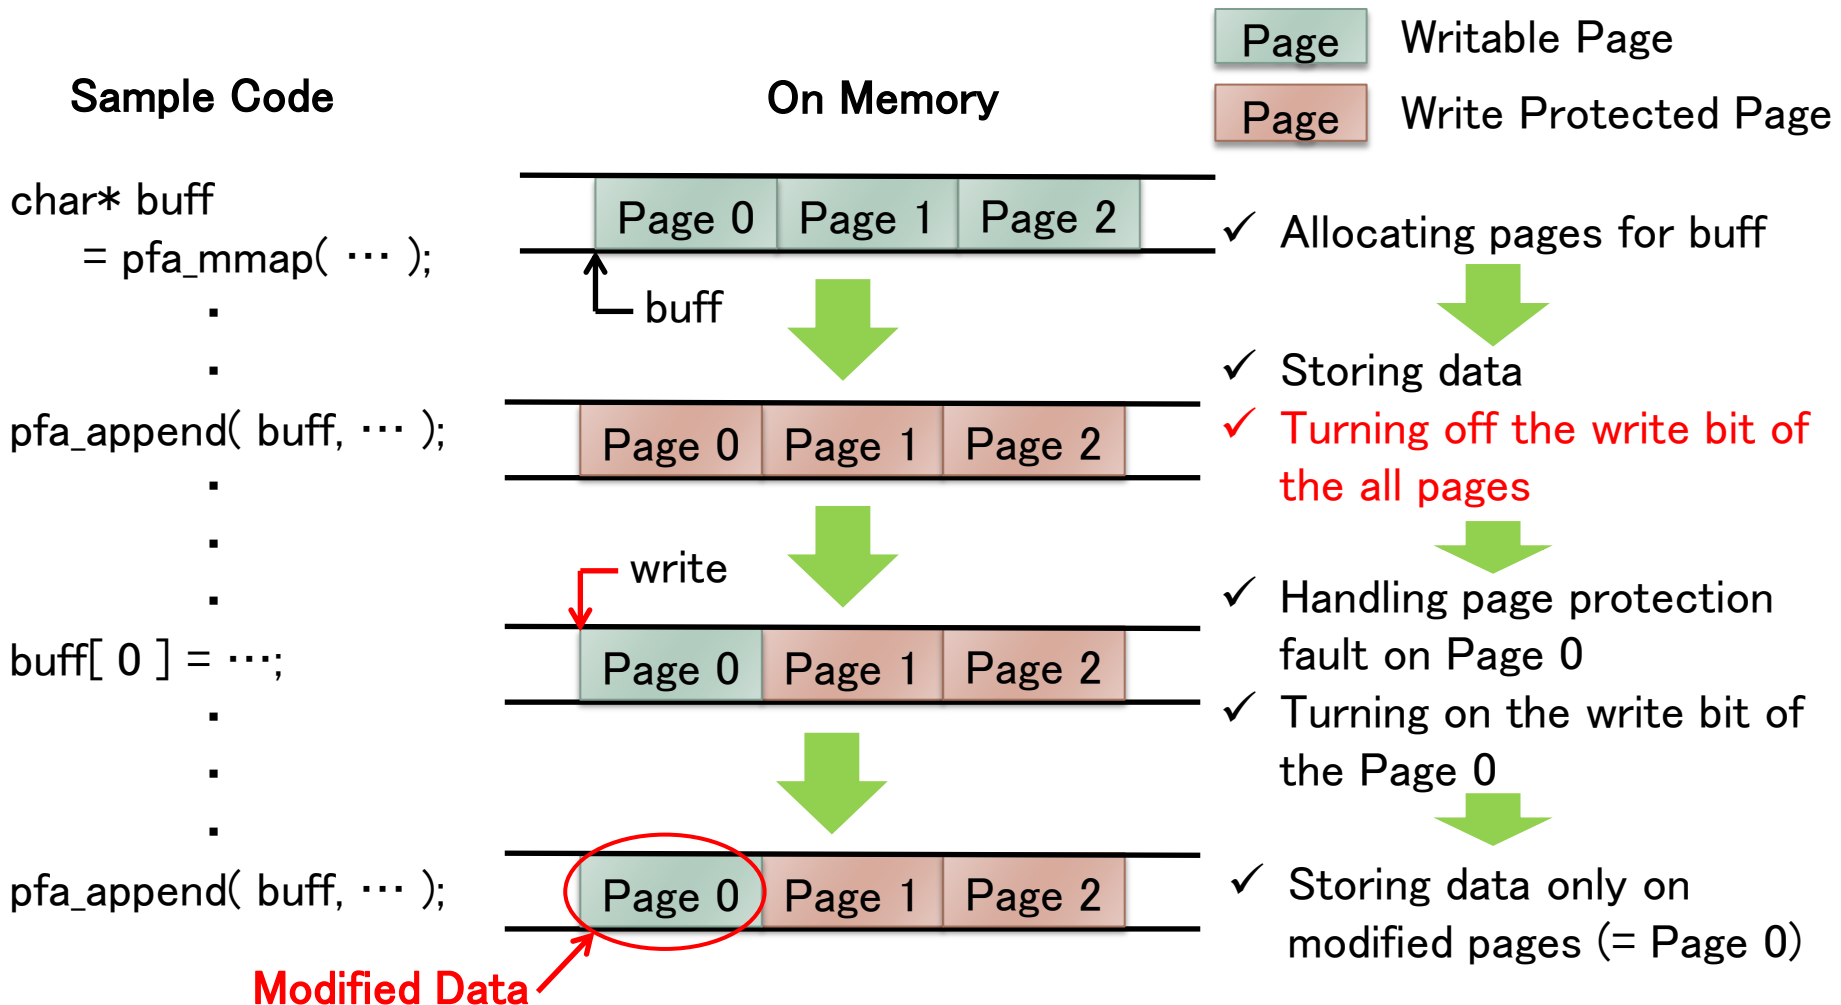 Page Writable Page
Page Write Protected Page
Sample Code
On Memory
char* buff
= pfa_mmap( ··· );
Page 0 Page 1 Page 2
buff
✓ Allocating pages for buff
✓ Storing data
pfa_append( buff, ··· );
Page 0 Page 1 Page 2
✓ Turning off the write bit of
the all pages
write
buff[ 0 ] = ···;
Page 0 Page 1 Page 2
✓ Handling page protection
fault on Page 0
✓ Turning on the write bit of
the Page 0
pfa_append( buff, ··· );
Page 0 Page 1 Page 2
Modified Data
✓ Storing data only on
modified pages (= Page 0)